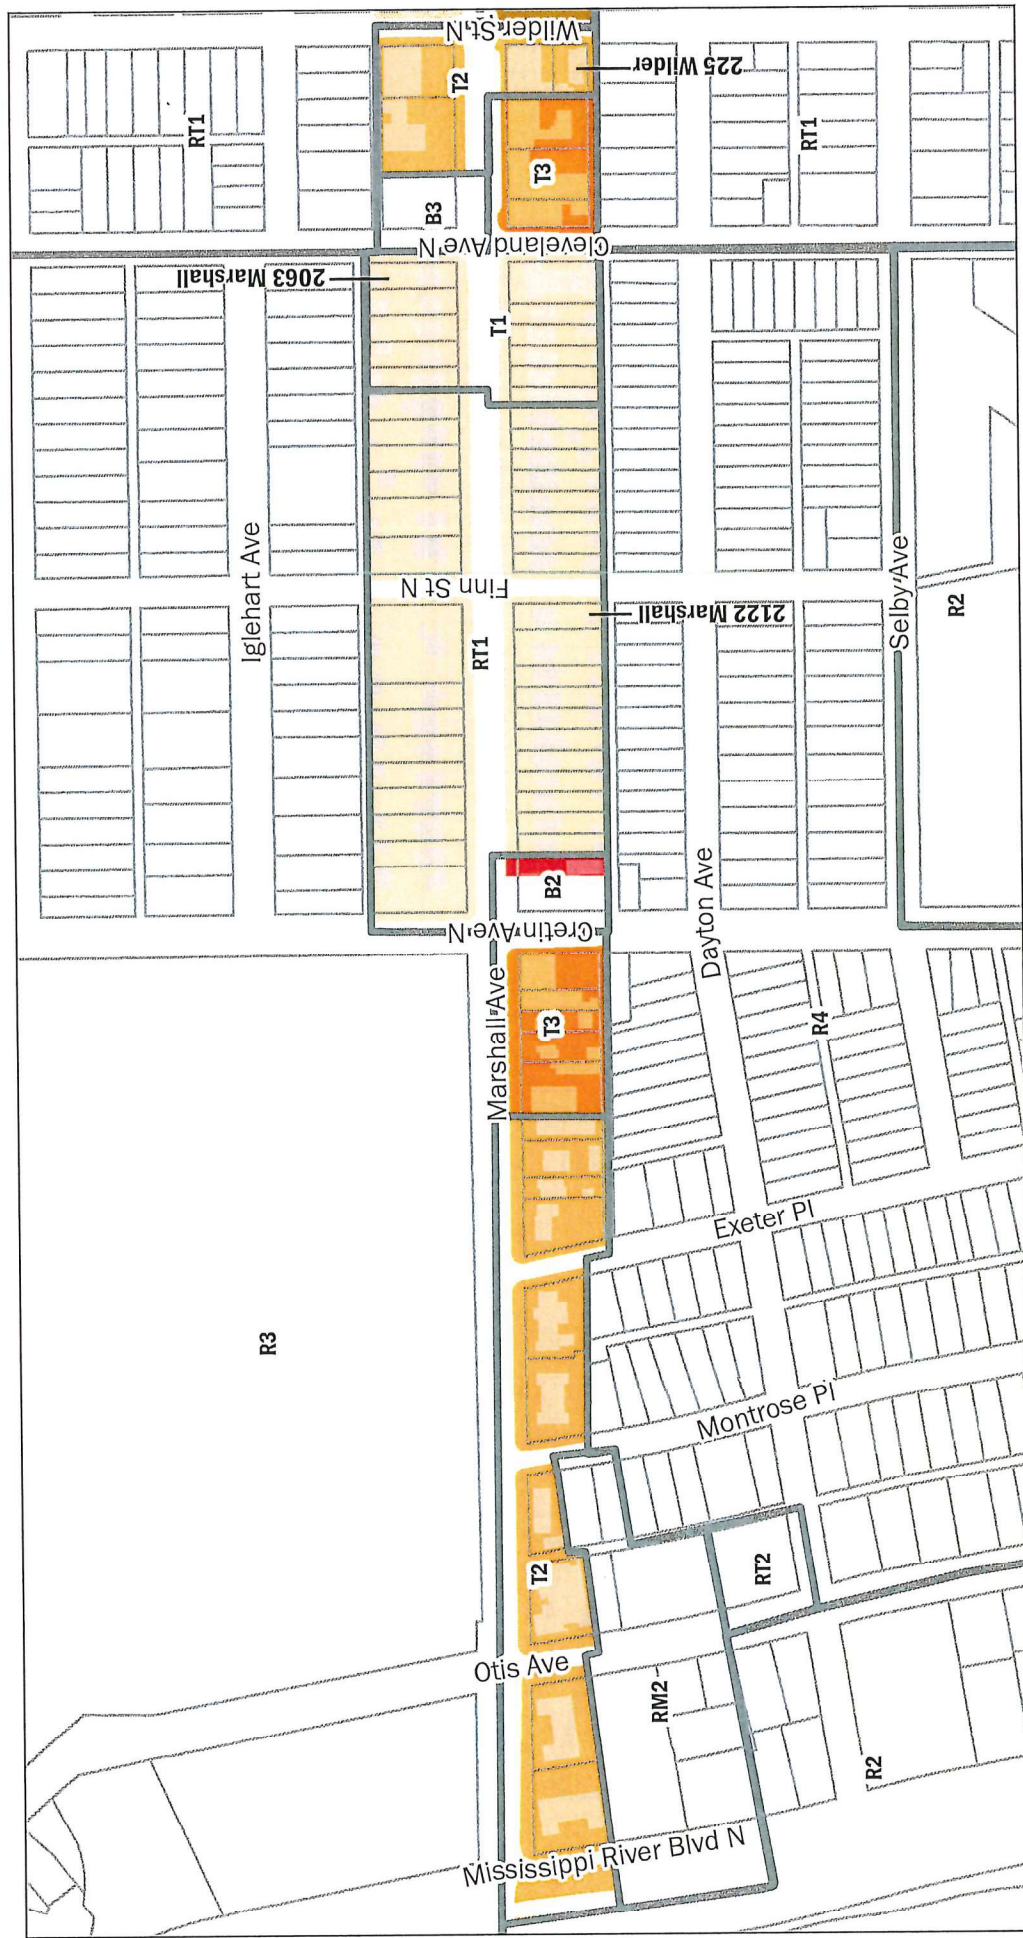 Wilder St N
T2
225 Wilder
RT1
T3
RT1
B3
Cleveland Ave N
2063 Marshall
T1
Iglehart Ave
Finn St N
RT1
2122 Marshall
Selby Ave
R2
B2
Cretin Ave N
Dayton Ave
Marshall Ave
T3
R4
Exeter Pl
R3
Montrose Pl
T2
RT2
Otis Ave
RM2
R2
Mississippi River Blvd N